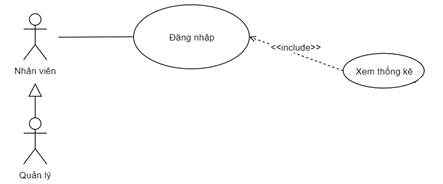 Đăng nhập
<<include>>
Nhân viên
Xem thống kê
Quản lý